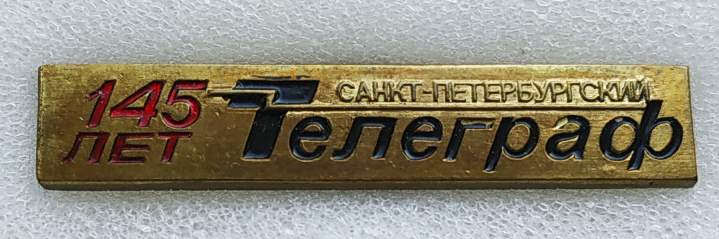 145
ЛЕТ
САНКТ-ПЕТЕРБУРГСКИЙ
Телеграф